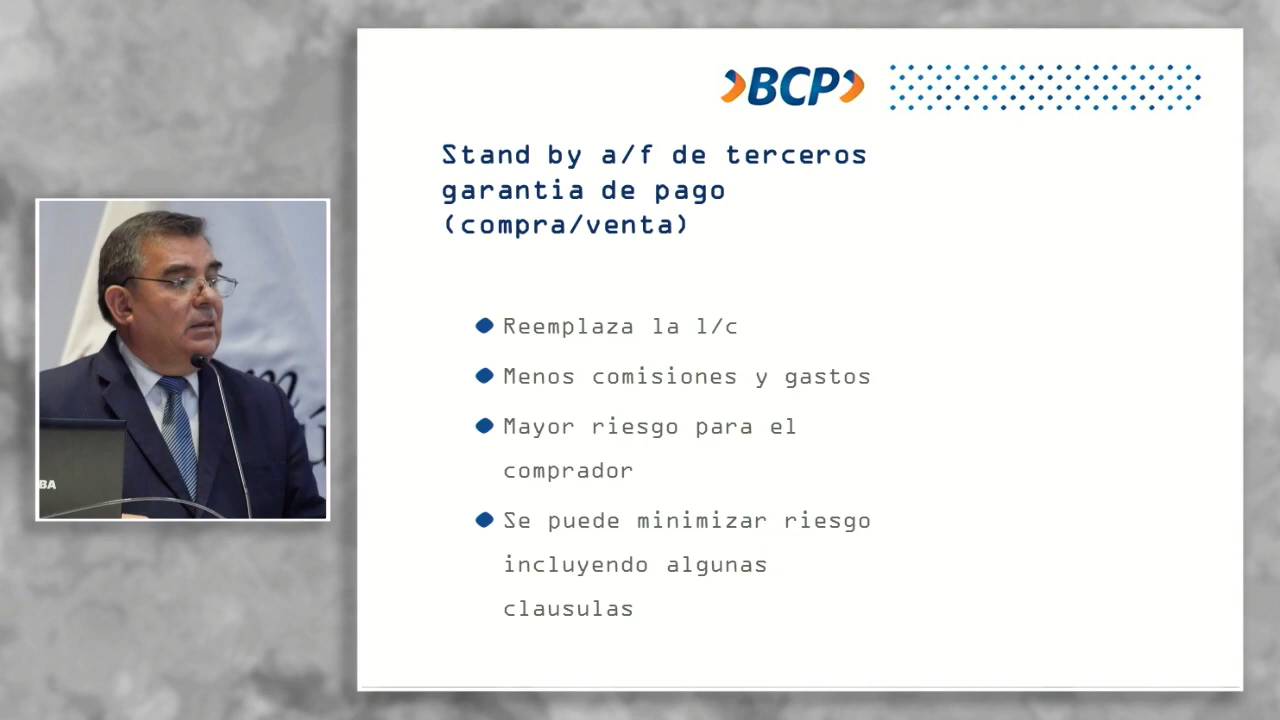 BCP
Stand by a/f de terceros
garantia de pago
(compra/venta)
Reemplaza la l/c
Menos comisiones y gastos
Mayor riesgo para el
comprador
Se puede minimizar riesgo
incluyendo algunas
clausulas
BA